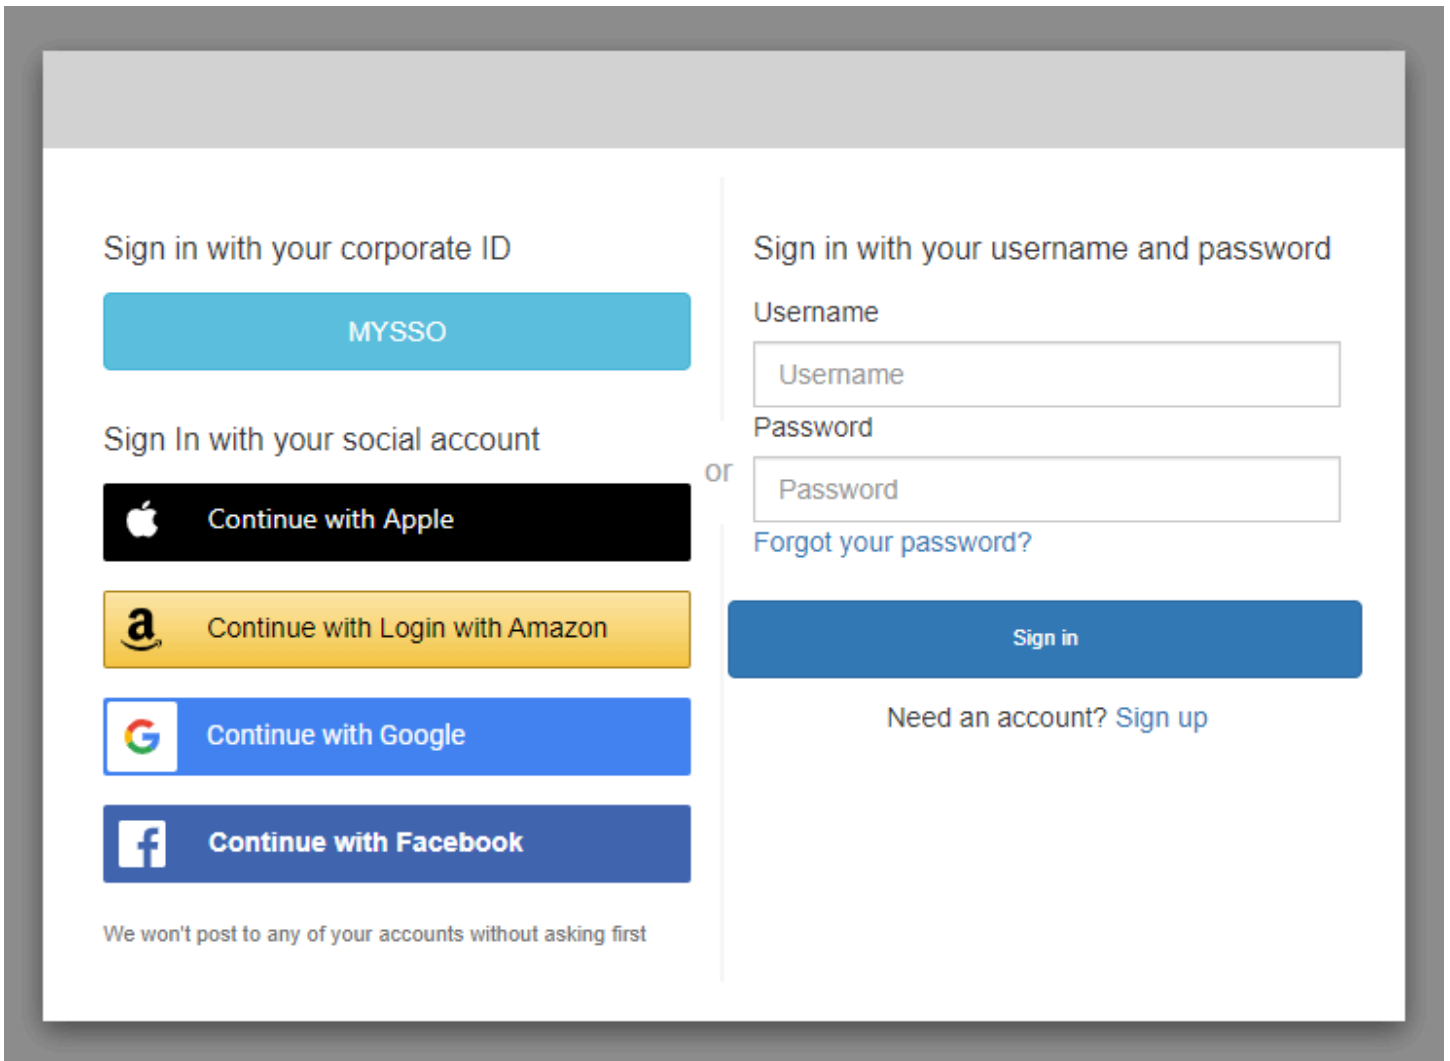 Sign in with your corporate ID
MYSSO
Sign In with your social account
Continue with Apple
Continue with Login with Amazon
Continue with Google
Continue with Facebook
We won't post to any of your accounts without asking first
or
Sign in with your username and password
Username
Username
Password
Password
Forgot your password?
Sign in
Need an account? Sign up